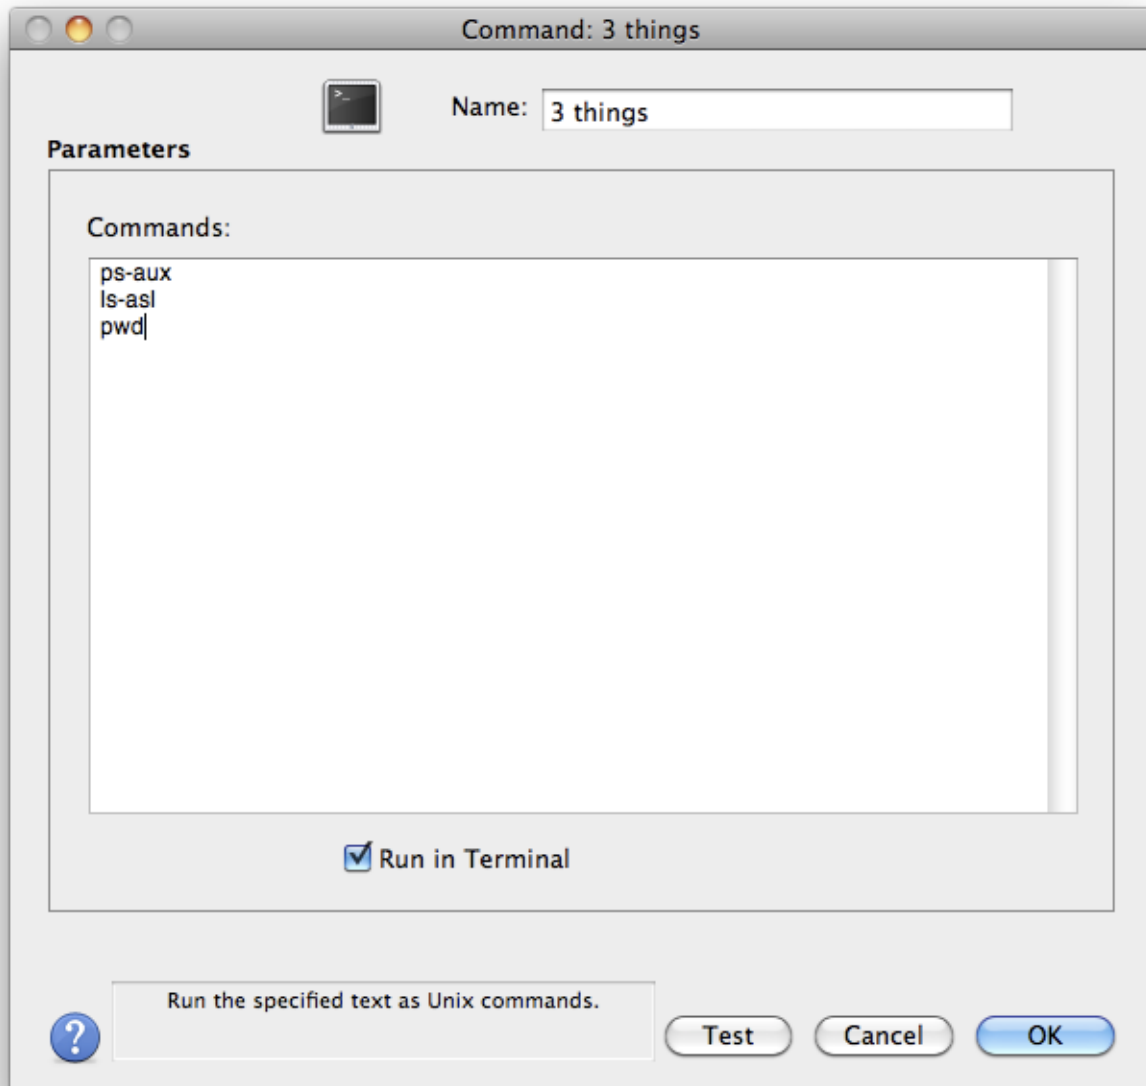 Command: 3 things
>_
Name: 3 things
Parameters
Commands:
ps-aux
ls-asl
pwd
Run in Terminal
Run the specified text as Unix commands.
? Test Cancel OK